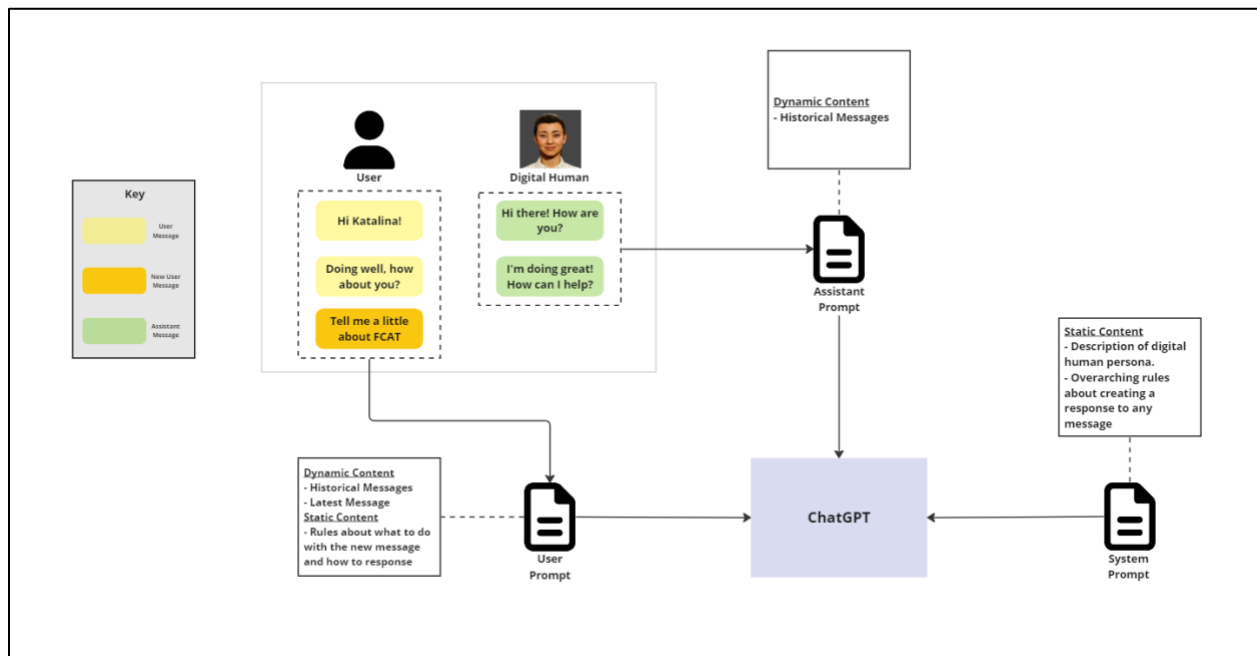 Key
User
Message
New User
Message
Assistant
Message
User
Hi Katalina!
Doing well, how
about you?
Tell me a little
about FCAT
Digital Human
Hi there! How are
you?
I'm doing great!
How can I help?
Dynamic Content
- Historical Messages
Assistant
Prompt
Static Content
- Description of digital
human persona.
- Overarching rules
about creating a
response to any
message
Dynamic Content
- Historical Messages
- Latest Message
Static Content
- Rules about what to do
with the new message
and how to response
User
Prompt
ChatGPT
System
Prompt